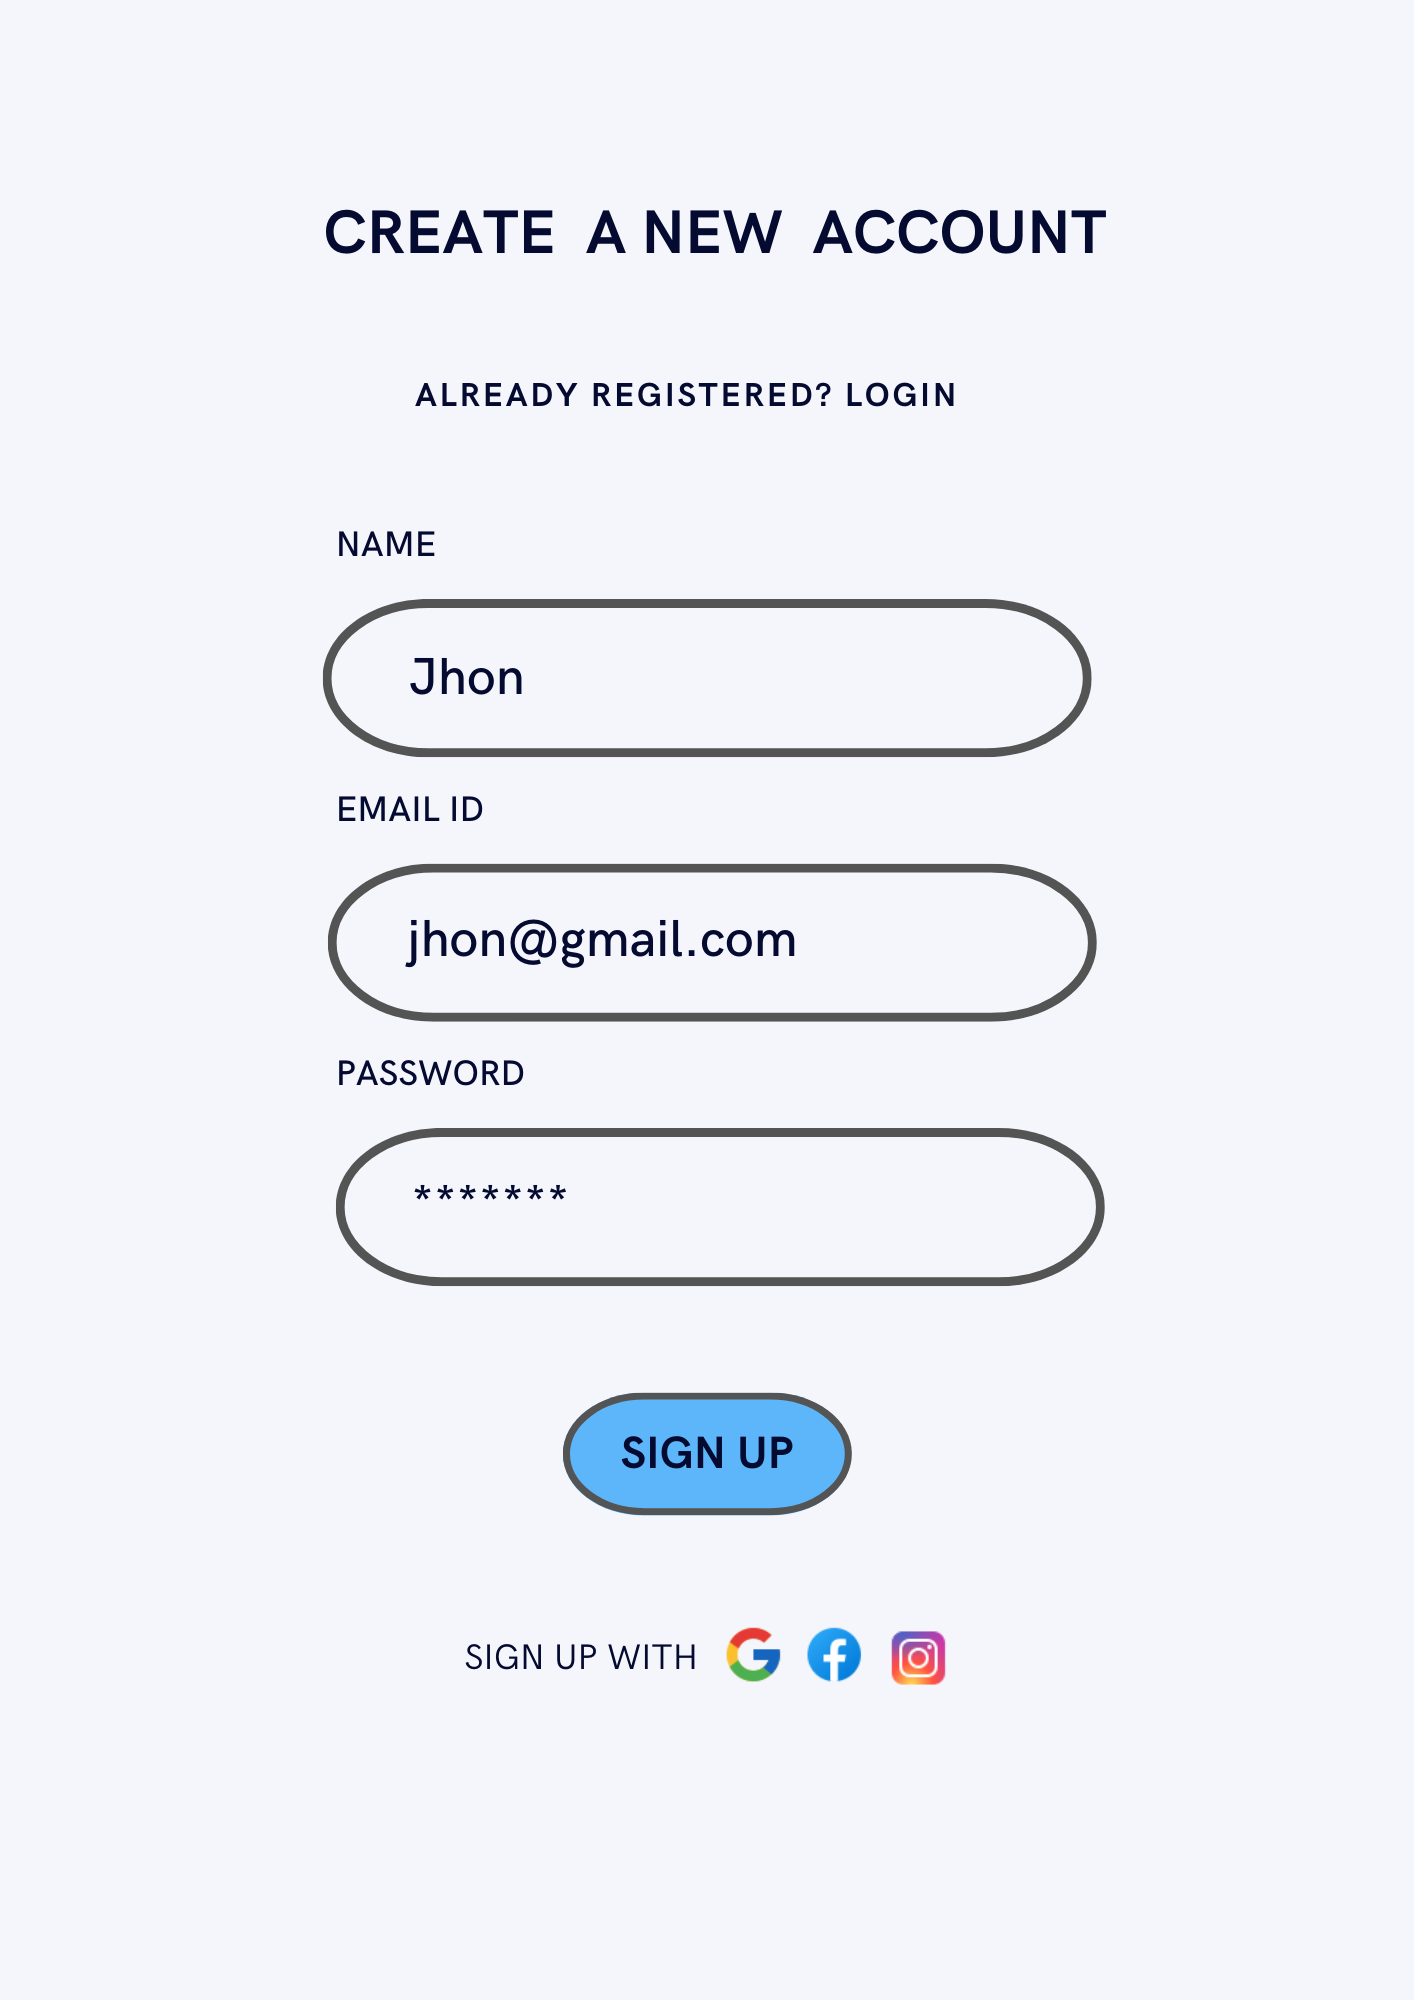 CREATE A NEW ACCOUNT
ALREADY REGISTERED? LOGIN
NAME
Jhon
EMAIL ID
jhon@gmail.com
PASSWORD
*******
SIGN UP
SIGN UP WITH